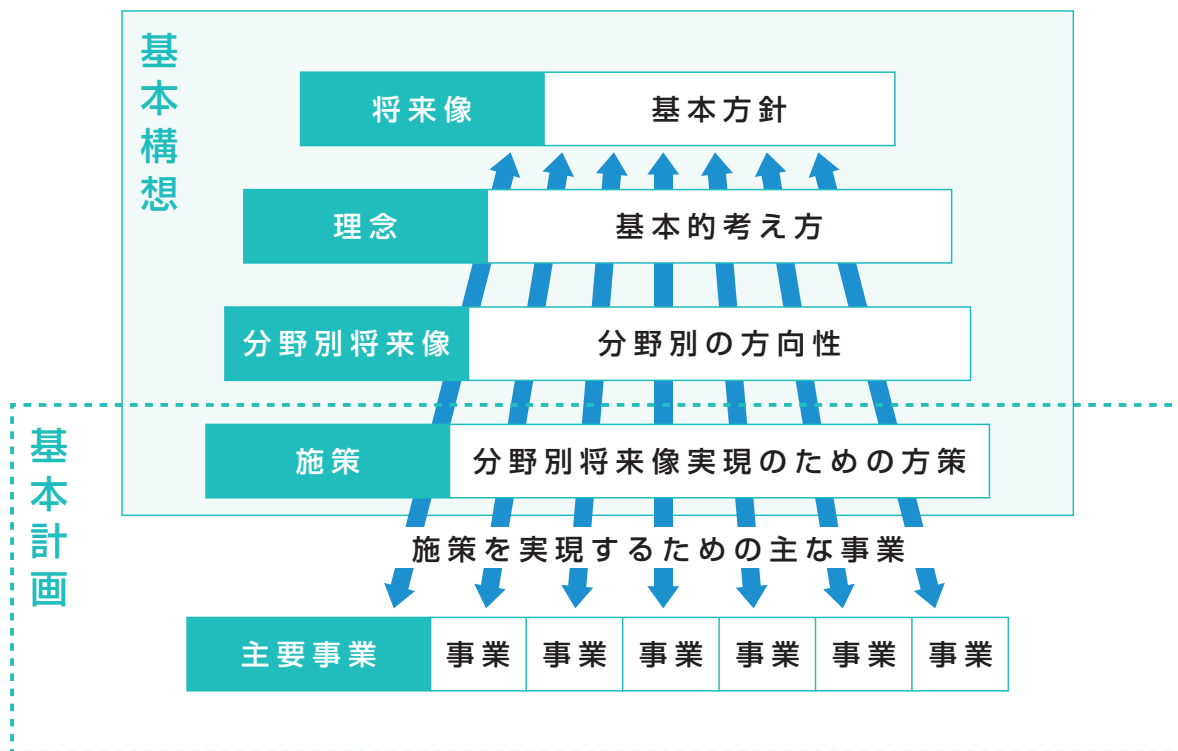 基本構想
将来像 基本方針
理念 基本的考え方
分野別将来像 分野別の方向性
基本計画
施策 分野別将来像実現のための方策
施策を実現するための主な事業
主要事業 事業 事業 事業 事業 事業 事業